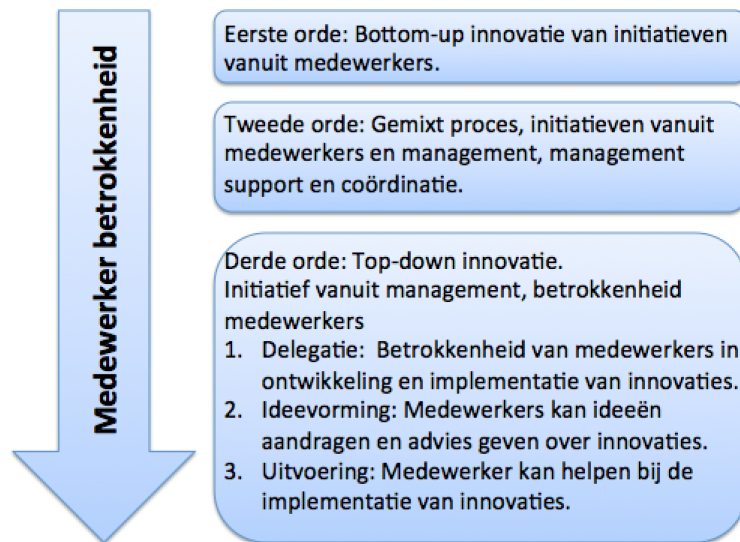 Medewerker betrokkenheid
Eerste orde: Bottom-up innovatie van initiatieven
vanuit medewerkers.
Tweede orde: Gemixt proces, initiatieven vanuit
medewerkers en management, management
support en coördinatie.
Derde orde: Top-down innovatie.
Initiatief vanuit management, betrokkenheid
medewerkers
1. Delegatie: Betrokkenheid van medewerkers in
ontwikkeling en implementatie van innovaties.
2. Ideevorming: Medewerkers kan ideeën
aandragen en advies geven over innovaties.
3. Uitvoering: Medewerker kan helpen bij de
implementatie van innovaties.